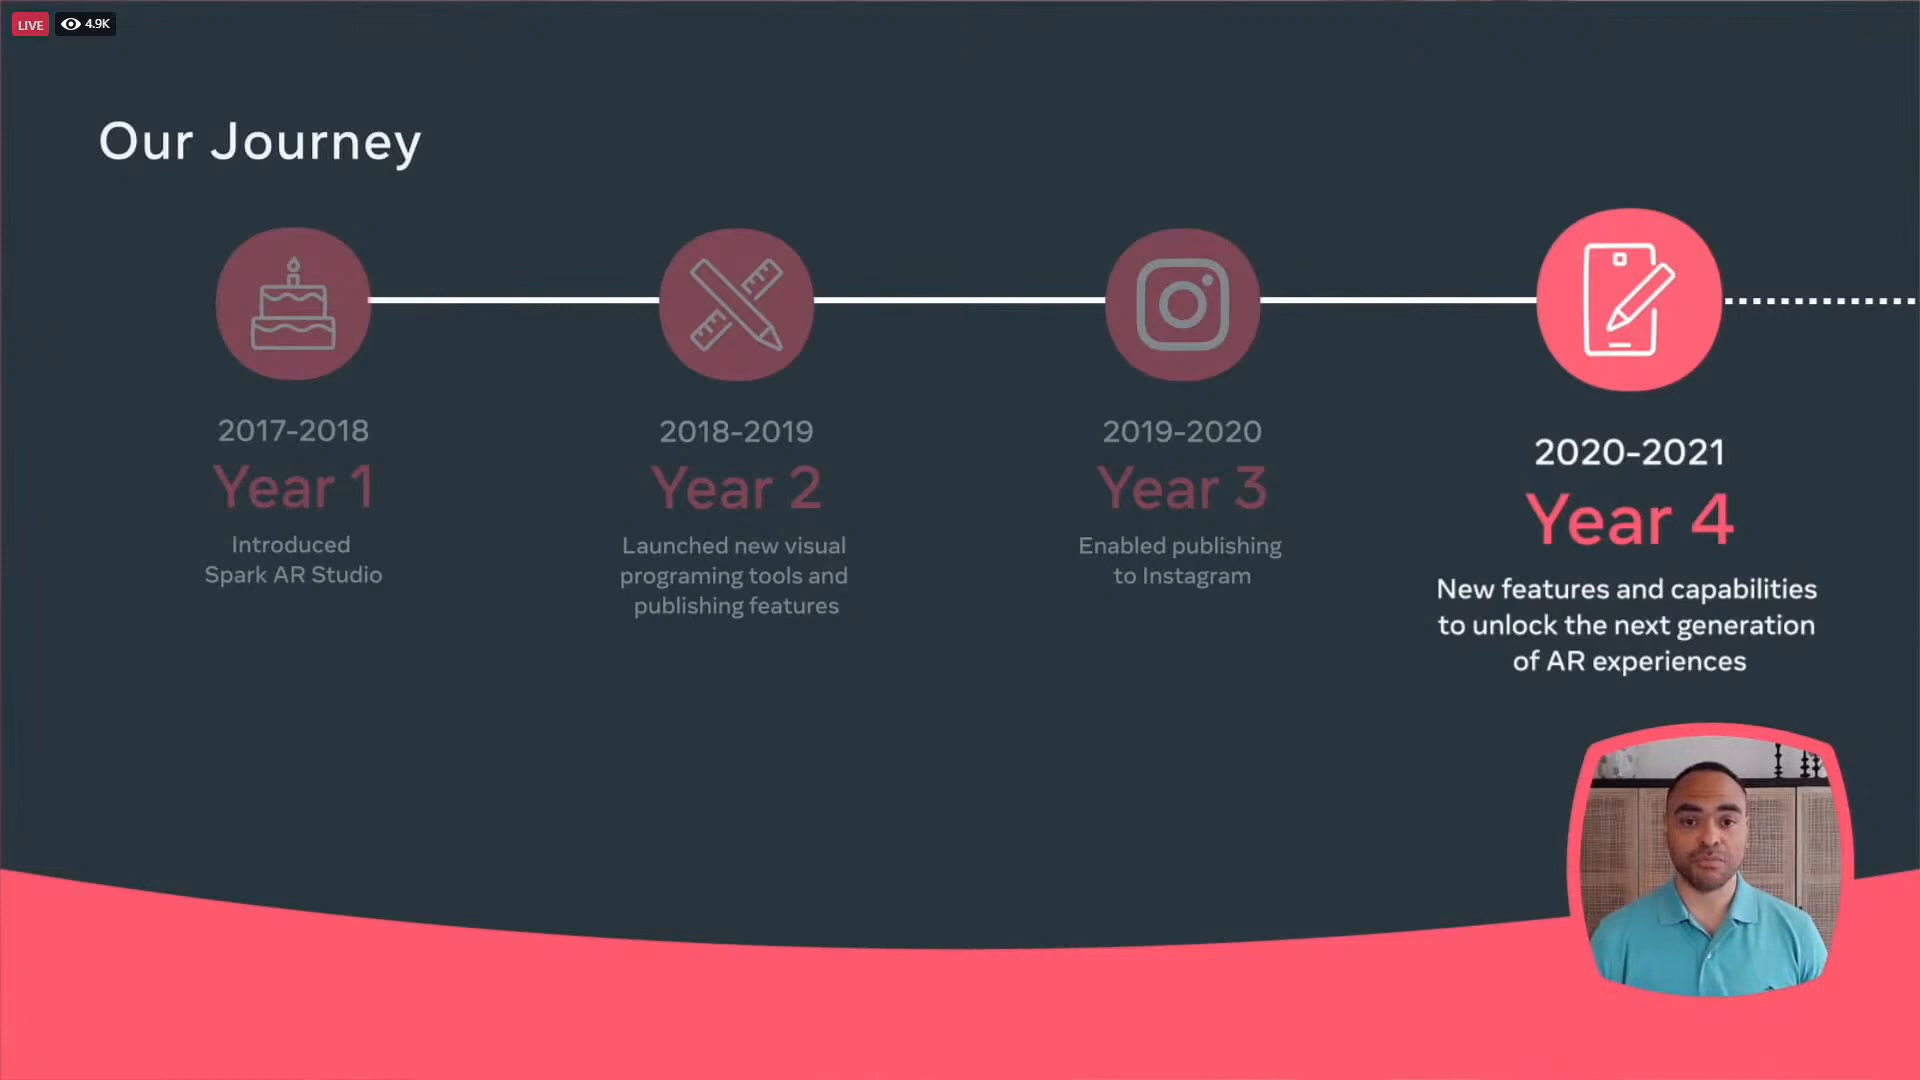 LIVE 4.9K
Our Journey
2017-2018
Year 1
Introduced
Spark AR Studio
2018-2019
Year 2
Launched new visual
programing tools and
publishing features
2019-2020
Year 3
Enabled publishing
to Instagram
2020-2021
Year 4
New features and capabilities
to unlock the next generation
of AR experiences